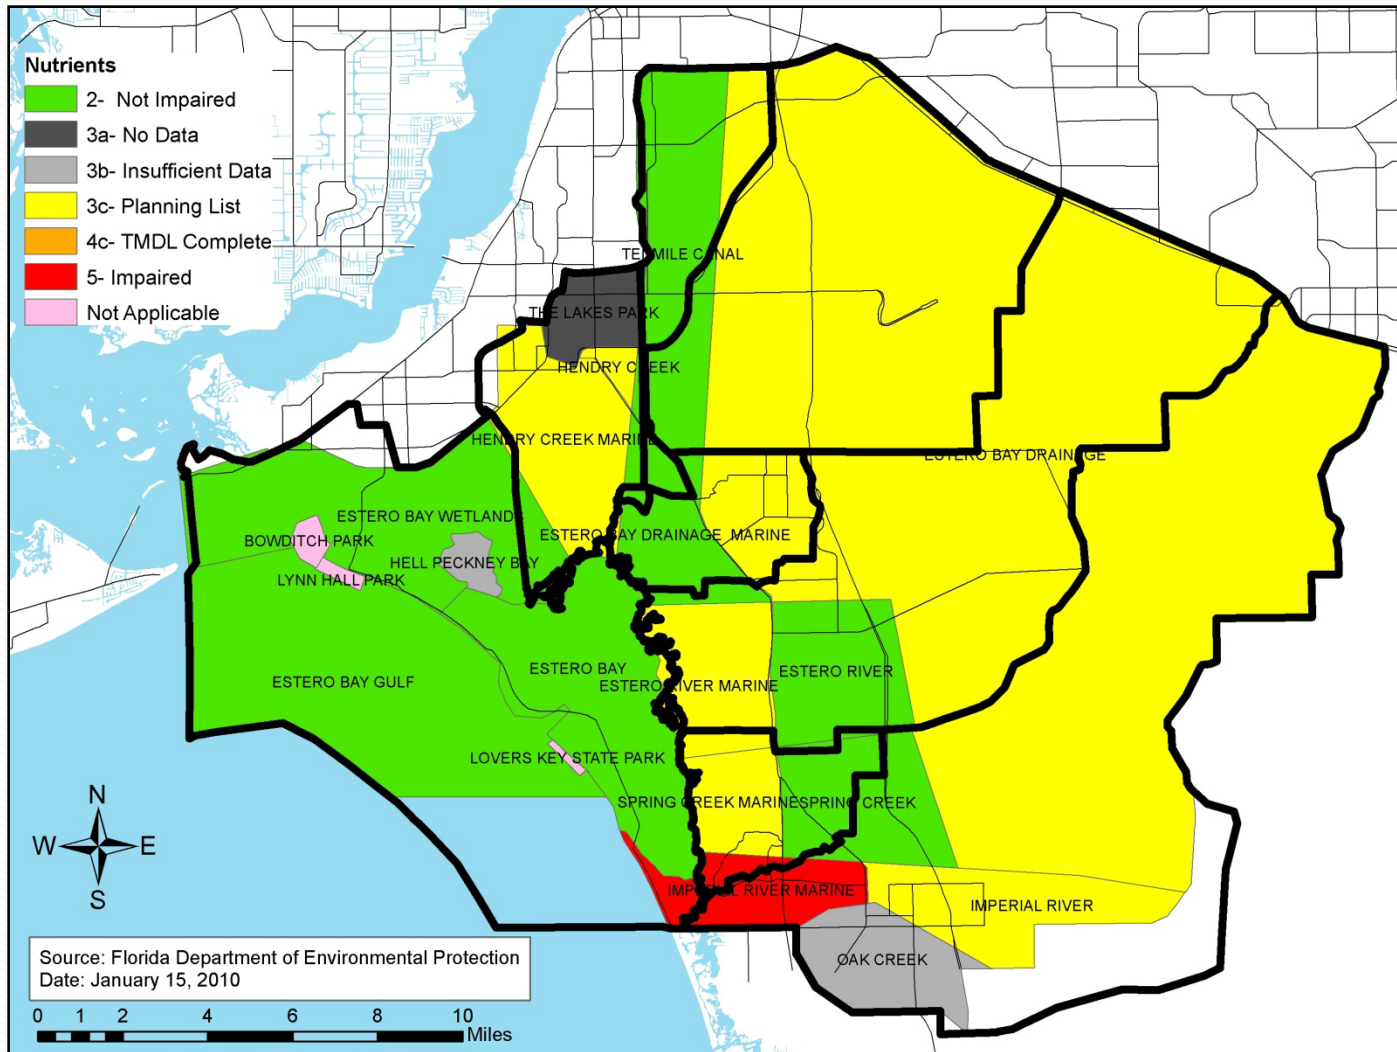 Nutrients
2- Not Impaired
3a- No Data
3b- Insufficient Data
3c- Planning List
4c- TMDL Complete
5- Impaired
Not Applicable
TENMILE CANAL
THE LAKES PARK
HENDRY CREEK
HENDRY CREEK MARINE
ESTERO BAY DRAINAGE
ESTERO BAY WETLANDS
BOWDITCH PARK
ESTERO BAY DRAINAGE MARINE
HELL PECKNEY BAY
LYNN HALL PARK
ESTERO BAY
ESTERO RIVER
ESTERO BAY GULF
ESTERO RIVER MARINE
LOVERS KEY STATE PARK
SPRING CREEK MARINE
SPRING CREEK
IMPERIAL RIVER MARINE
IMPERIAL RIVER
OAK CREEK
N
W
E
S
Source: Florida Department of Environmental Protection
Date: January 15, 2010
0 1 2 4 6 8 10
Miles